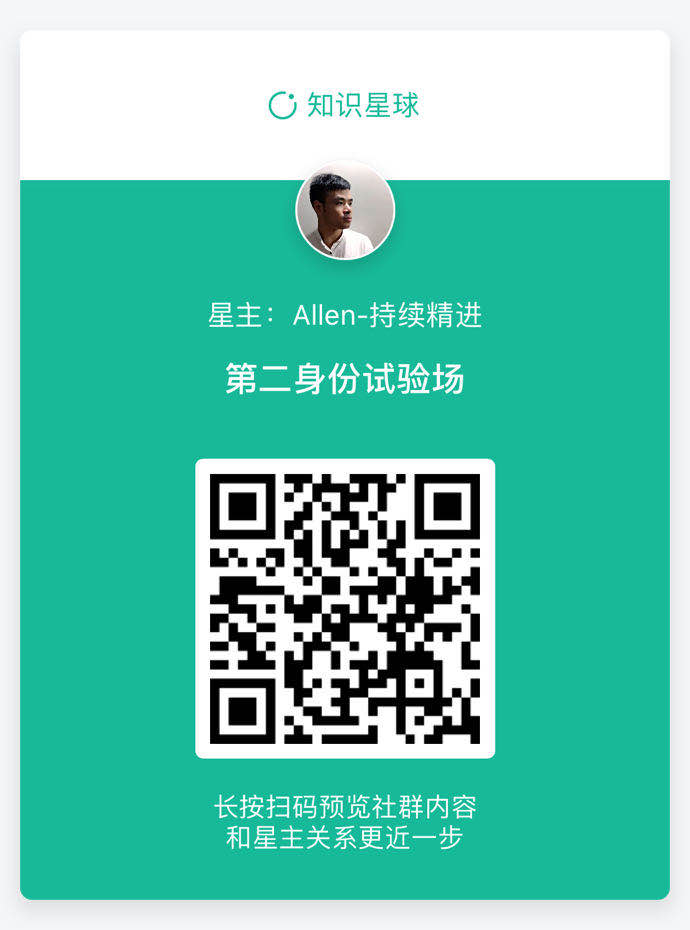 知识星球
星主：Allen-持续精进
第二身份试验场
长按扫码预览社群内容
和星主关系更近一步